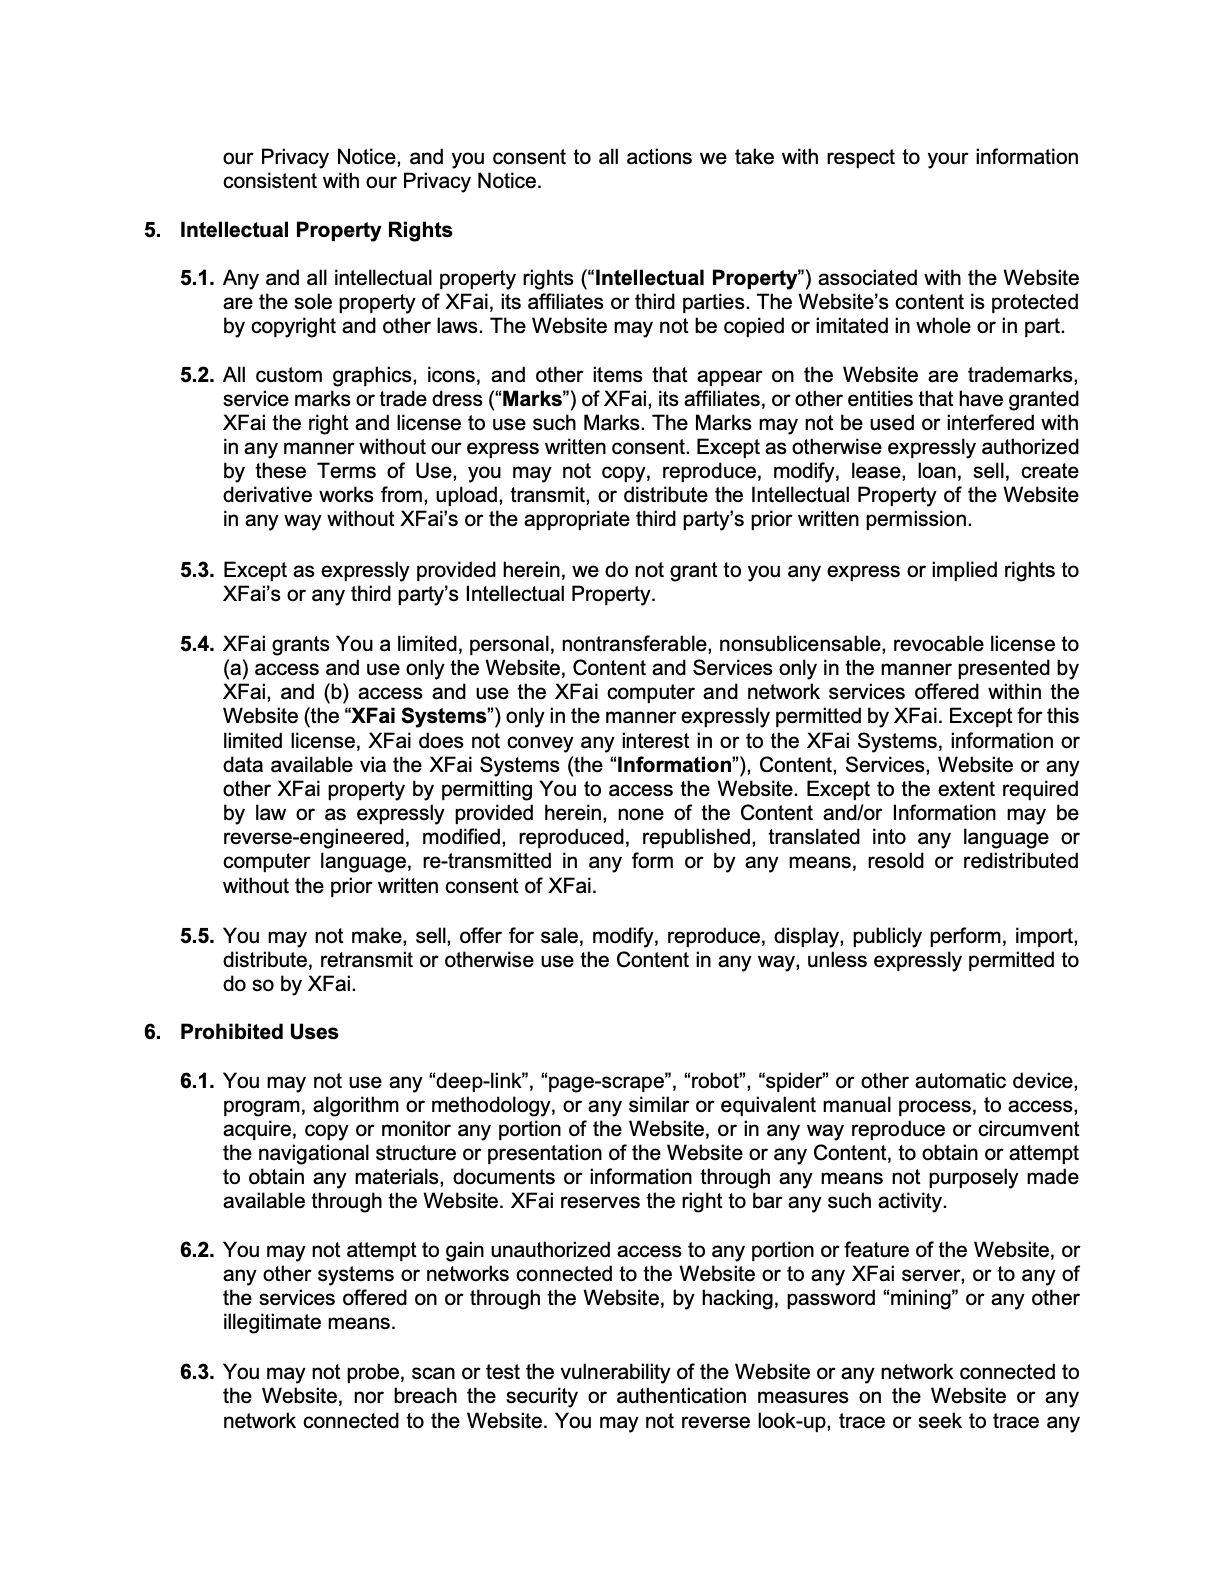 our Privacy Notice, and you consent to all actions we take with respect to your information
consistent with our Privacy Notice.
5. Intellectual Property Rights
5.1. Any and all intellectual property rights (“Intellectual Property”) associated with the Website
are the sole property of XFai, its affiliates or third parties. The Website’s content is protected
by copyright and other laws. The Website may not be copied or imitated in whole or in part.
5.2. All custom graphics, icons, and other items that appear on the Website are trademarks,
service marks or trade dress (“Marks”) of XFai, its affiliates, or other entities that have granted
XFai the right and license to use such Marks. The Marks may not be used or interfered with
in any manner without our express written consent. Except as otherwise expressly authorized
by these Terms of Use, you may not copy, reproduce, modify, lease, loan, sell, create
derivative works from, upload, transmit, or distribute the Intellectual Property of the Website
in any way without XFai’s or the appropriate third party’s prior written permission.
5.3. Except as expressly provided herein, we do not grant to you any express or implied rights to
XFai’s or any third party’s Intellectual Property.
5.4. XFai grants You a limited, personal, nontransferable, nonsublicensable, revocable license to
(a) access and use only the Website, Content and Services only in the manner presented by
XFai, and (b) access and use the XFai computer and network services offered within the
Website (the “XFai Systems”) only in the manner expressly permitted by XFai. Except for this
limited license, XFai does not convey any interest in or to the XFai Systems, information or
data available via the XFai Systems (the “Information”), Content, Services, Website or any
other XFai property by permitting You to access the Website. Except to the extent required
by law or as expressly provided herein, none of the Content and/or Information may be
reverse-engineered, modified, reproduced, republished, translated into any language or
computer language, re-transmitted in any form or by any means, resold or redistributed
without the prior written consent of XFai.
5.5. You may not make, sell, offer for sale, modify, reproduce, display, publicly perform, import,
distribute, retransmit or otherwise use the Content in any way, unless expressly permitted to
do so by XFai.
6. Prohibited Uses
6.1. You may not use any “deep-link”, “page-scrape”, “robot”, “spider” or other automatic device,
program, algorithm or methodology, or any similar or equivalent manual process, to access,
acquire, copy or monitor any portion of the Website, or in any way reproduce or circumvent
the navigational structure or presentation of the Website or any Content, to obtain or attempt
to obtain any materials, documents or information through any means not purposely made
available through the Website. XFai reserves the right to bar any such activity.
6.2. You may not attempt to gain unauthorized access to any portion or feature of the Website, or
any other systems or networks connected to the Website or to any XFai server, or to any of
the services offered on or through the Website, by hacking, password “mining” or any other
illegitimate means.
6.3. You may not probe, scan or test the vulnerability of the Website or any network connected to
the Website, nor breach the security or authentication measures on the Website or any
network connected to the Website. You may not reverse look-up, trace or seek to trace any